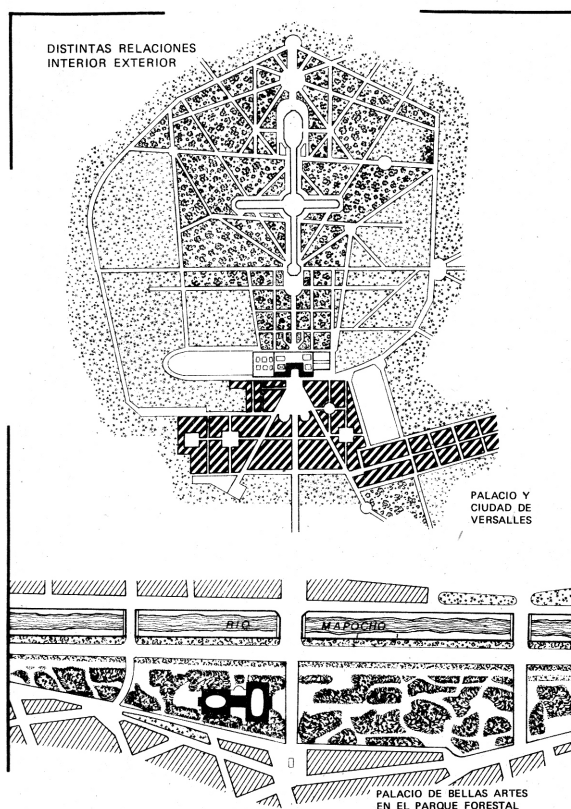 DISTINTAS RELACIONES
INTERIOR EXTERIOR
PALACIO Y
CIUDAD DE
VERSALLES
RIO MAPOCHO
PALACIO DE BELLAS ARTES
EN EL PARQUE FORESTAL